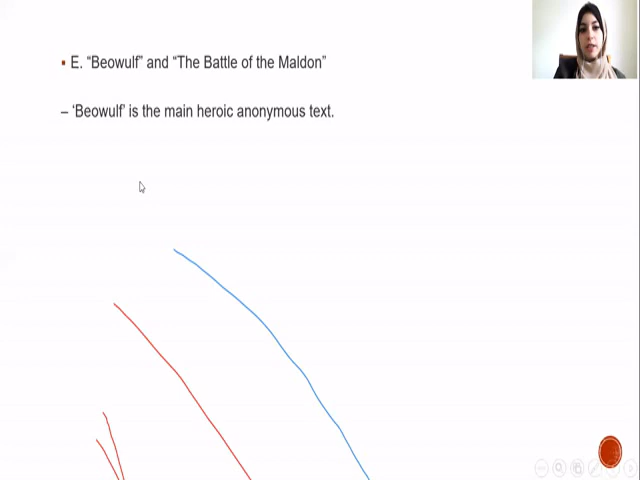 E. “Beowulf” and “The Battle of the Maldon”
– ‘Beowulf’ is the main heroic anonymous text.